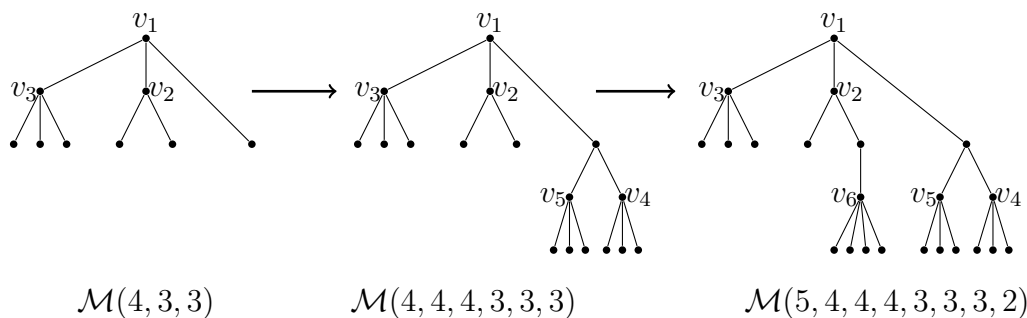 v₁ v₁ v₁
v₃ v₂ v₃ v₂ v₃ v₂
v₅ v₄ v₆ v₅ v₄
ℳ(4, 3, 3) ℳ(4, 4, 4, 3, 3, 3) ℳ(5, 4, 4, 4, 3, 3, 3, 2)